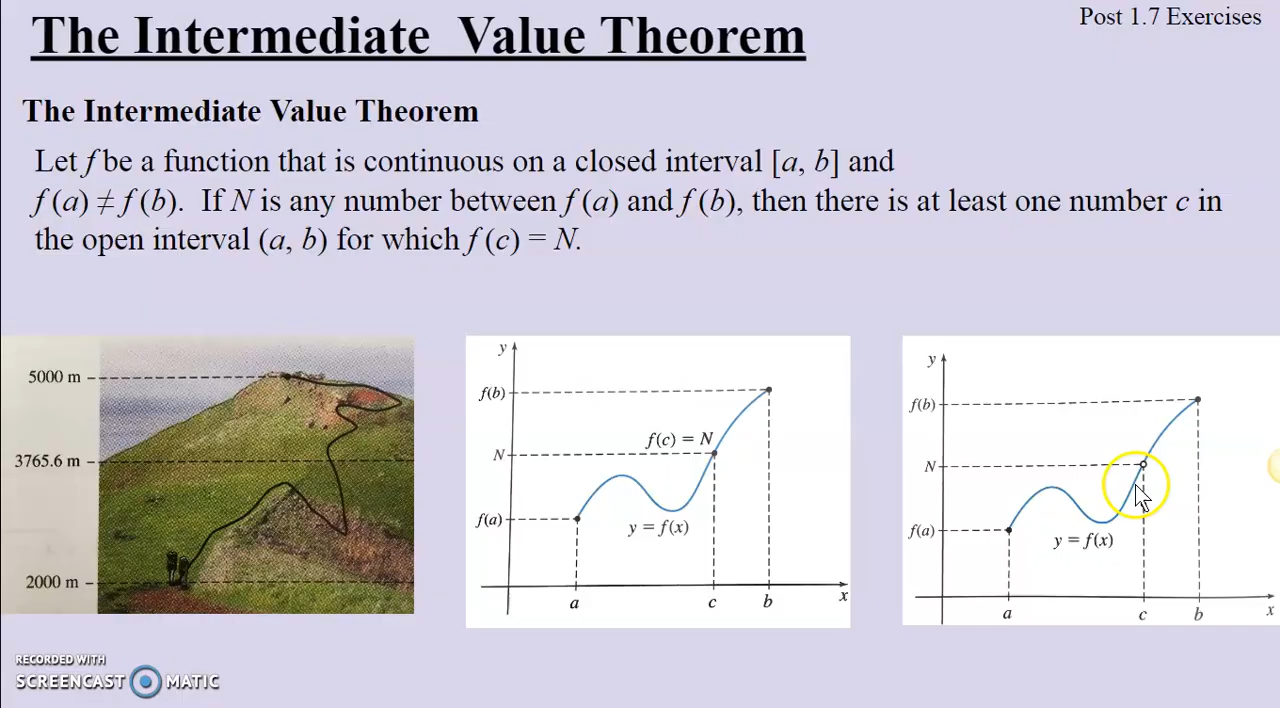 The Intermediate Value Theorem
Post 1.7 Exercises
The Intermediate Value Theorem
Let f be a function that is continuous on a closed interval [a, b] and
f (a) ≠ f (b). If N is any number between f (a) and f (b), then there is at least one number c in
the open interval (a, b) for which f (c) = N.
5000 m
3765.6 m
2000 m
y
f(b)
f(c) = N
N
f(a)
y = f(x)
a
c
b
x
y
f(b)
N
f(a)
y = f(x)
a
c
b
x
RECORDED WITH
SCREENCAST MATIC